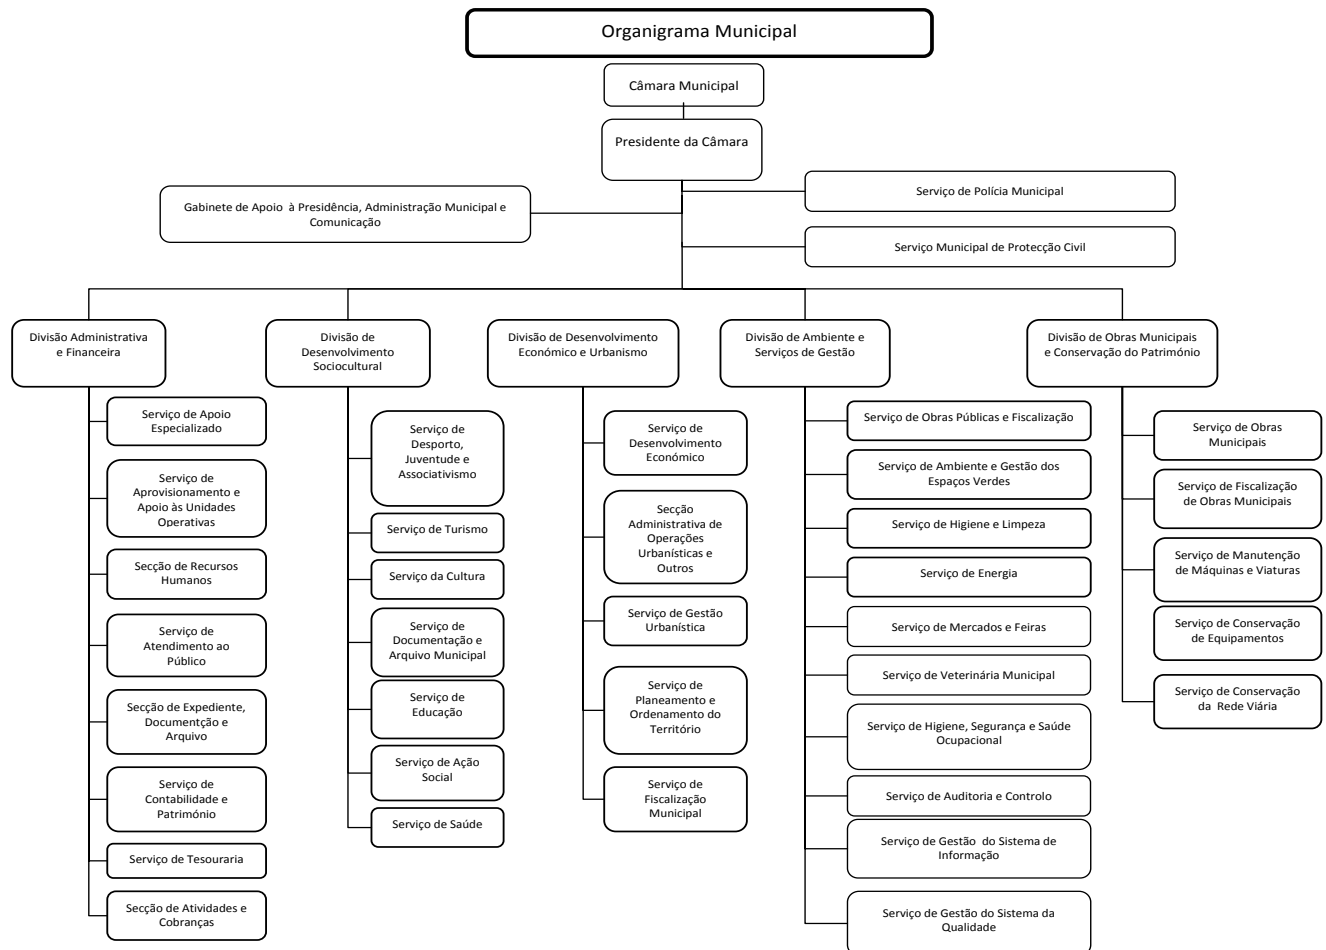 Organigrama Municipal
Câmara Municipal
Presidente da Câmara
Gabinete de Apoio à Presidência, Administração Municipal e
Comunicação
Serviço de Polícia Municipal
Serviço Municipal de Protecção Civil
Divisão Administrativa
e Financeira
Serviço de Apoio
Especializado
Serviço de
Aprovisionamento e
Apoio às Unidades
Operativas
Secção de Recursos
Humanos
Serviço de
Atendimento ao
Público
Secção de Expediente,
Documentção e
Arquivo
Serviço de
Contabilidade e
Património
Serviço de Tesouraria
Secção de Atividades e
Cobranças
Divisão de
Desenvolvimento
Sociocultural
Serviço de
Desporto,
Juventude e
Associativismo
Serviço de Turismo
Serviço da Cultura
Serviço de
Documentação e
Arquivo Municipal
Serviço de
Educação
Serviço de Ação
Social
Serviço de Saúde
Divisão de Desenvolvimento
Económico e Urbanismo
Serviço de
Desenvolvimento
Económico
Secção
Administrativa de
Operações
Urbanísticas e
Outros
Serviço de Gestão
Urbanística
Serviço de
Planeamento e
Ordenamento do
Território
Serviço de
Fiscalização
Municipal
Divisão de Ambiente e
Serviços de Gestão
Serviço de Obras Públicas e Fiscalização
Serviço de Ambiente e Gestão dos
Espaços Verdes
Serviço de Higiene e Limpeza
Serviço de Energia
Serviço de Mercados e Feiras
Serviço de Veterinária Municipal
Serviço de Higiene, Segurança e Saúde
Ocupacional
Serviço de Auditoria e Controlo
Serviço de Gestão do Sistema de
Informação
Serviço de Gestão do Sistema da
Qualidade
Divisão de Obras Municipais
e Conservação do Património
Serviço de Obras
Municipais
Serviço de Fiscalização
de Obras Municipais
Serviço de Manutenção
de Máquinas e Viaturas
Serviço de Conservação
de Equipamentos
Serviço de Conservação
da Rede Viária